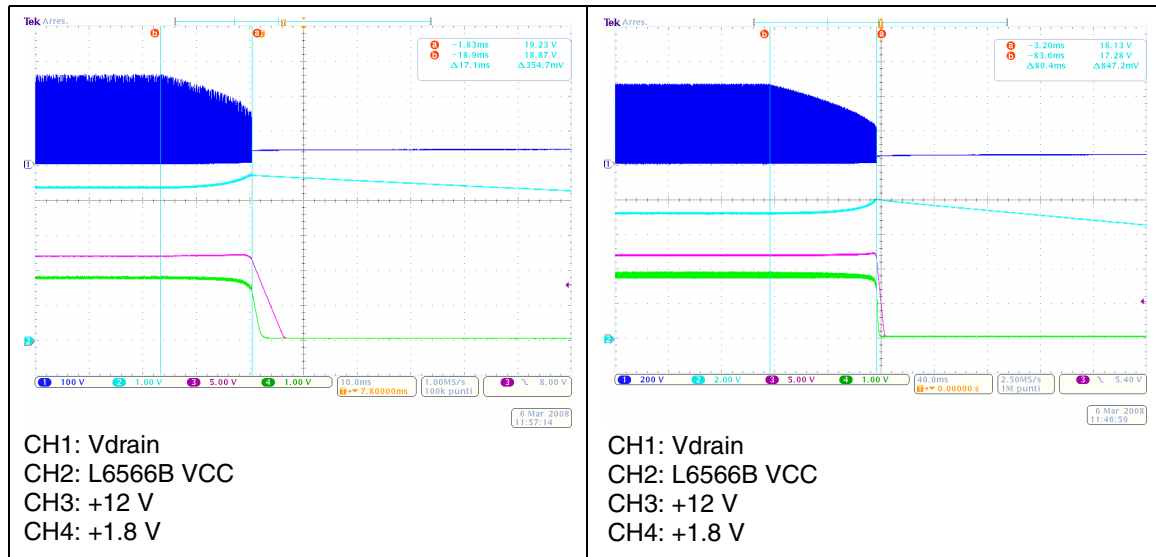 Tek Arres.
b
a
a −1.83ms 19.23 V
b −18.9ms 18.87 V
Δ17.1ms Δ354.7mV
1
2
1 100 V 2 1.00 V 3 5.00 V 4 1.00 V
10.0ms
T→▼ 7.80000ms
1.00MS/s
100k punti
3 8.00 V
6 Mar 2008
11:57:14
CH1: Vdrain
CH2: L6566B VCC
CH3: +12 V
CH4: +1.8 V
Tek Arres.
b
a
a −3.20ms 18.13 V
b −83.6ms 17.28 V
Δ80.4ms Δ847.2mV
1
2
1 200 V 2 2.00 V 3 5.00 V 4 1.00 V
40.0ms
T→▼ 0.00000 s
2.50MS/s
1M punti
3 5.40 V
6 Mar 2008
11:46:59
CH1: Vdrain
CH2: L6566B VCC
CH3: +12 V
CH4: +1.8 V